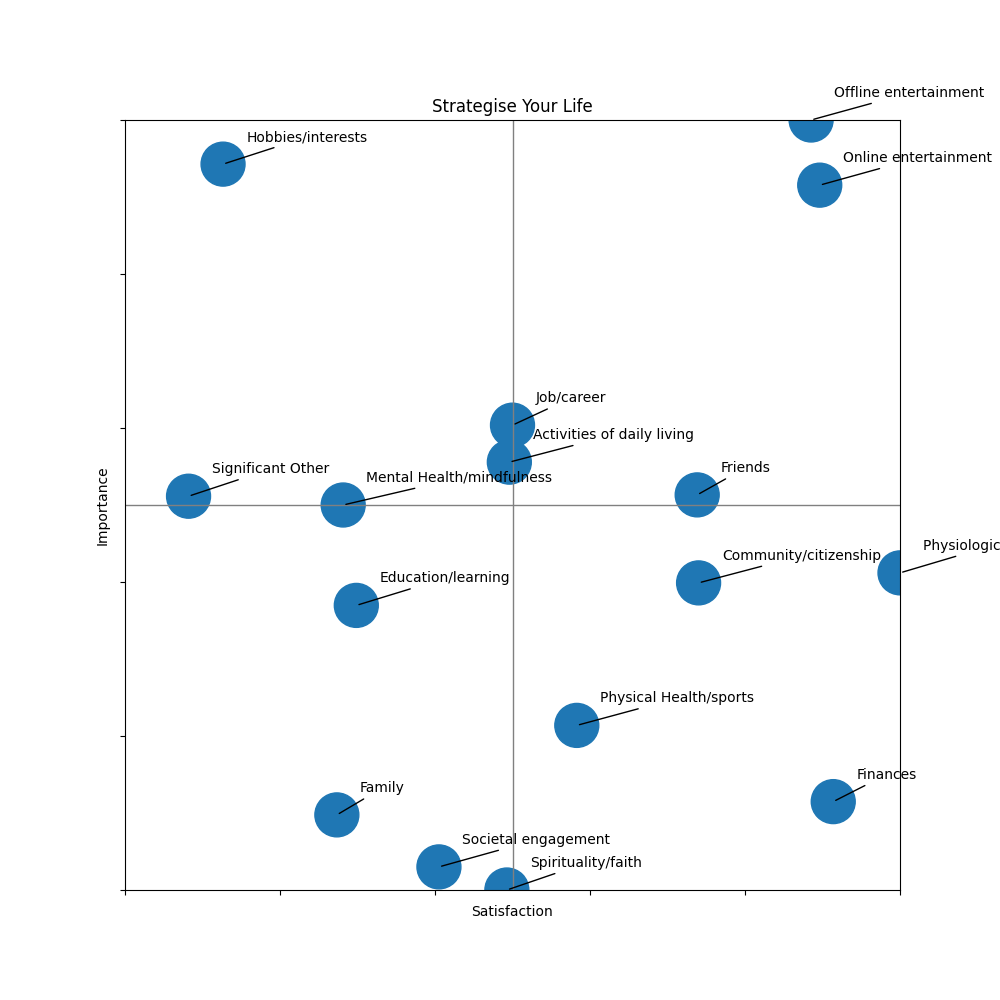 Strategise Your Life
Offline entertainment
Hobbies/interests
Online entertainment
Job/career
Activities of daily living
Significant Other
Mental Health/mindfulness
Friends
Importance
Physiologic
Community/citizenship
Education/learning
Physical Health/sports
Finances
Family
Societal engagement
Spirituality/faith
Satisfaction